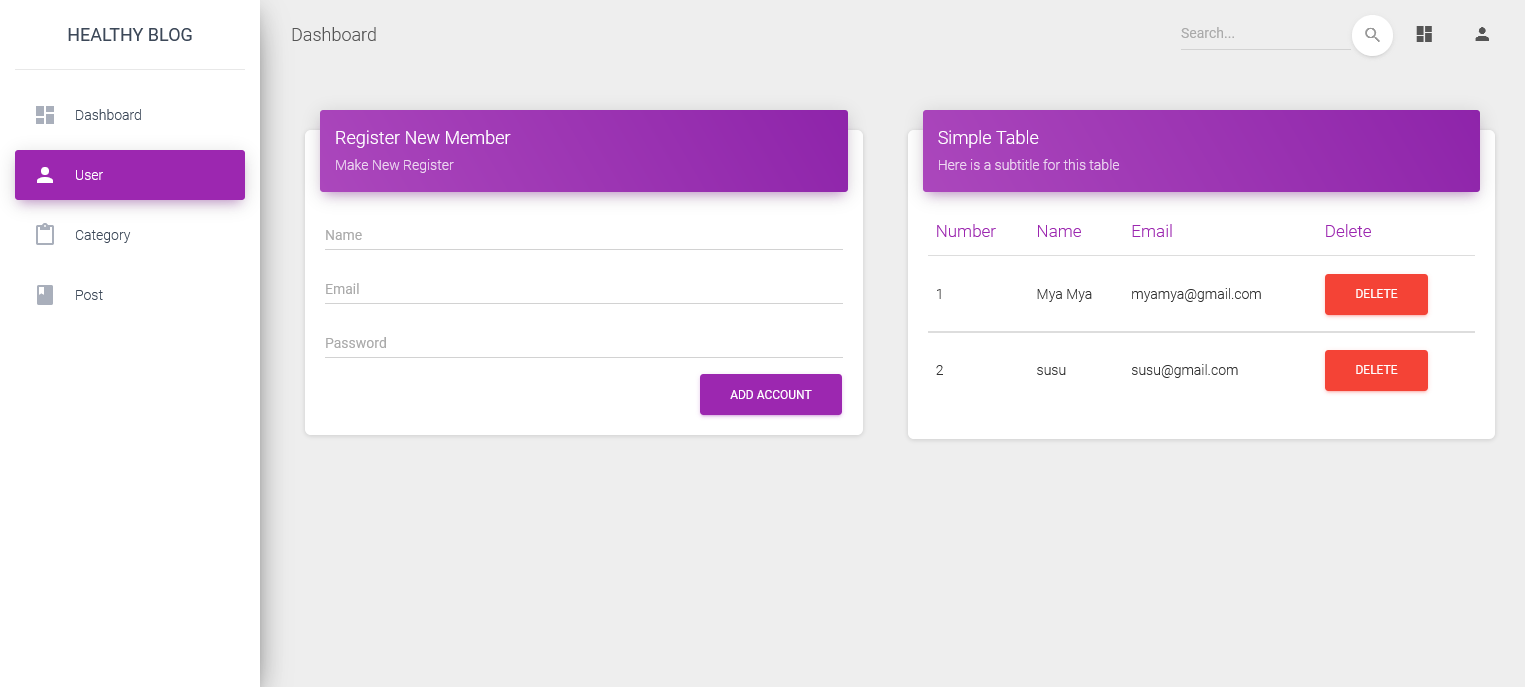 HEALTHY BLOG
Dashboard
User
Category
Post
Dashboard
Search...
Register New Member
Make New Register
Name
Email
Password
ADD ACCOUNT
Simple Table
Here is a subtitle for this table
Number Name Email Delete
1 Mya Mya myamya@gmail.com DELETE
2 susu susu@gmail.com DELETE